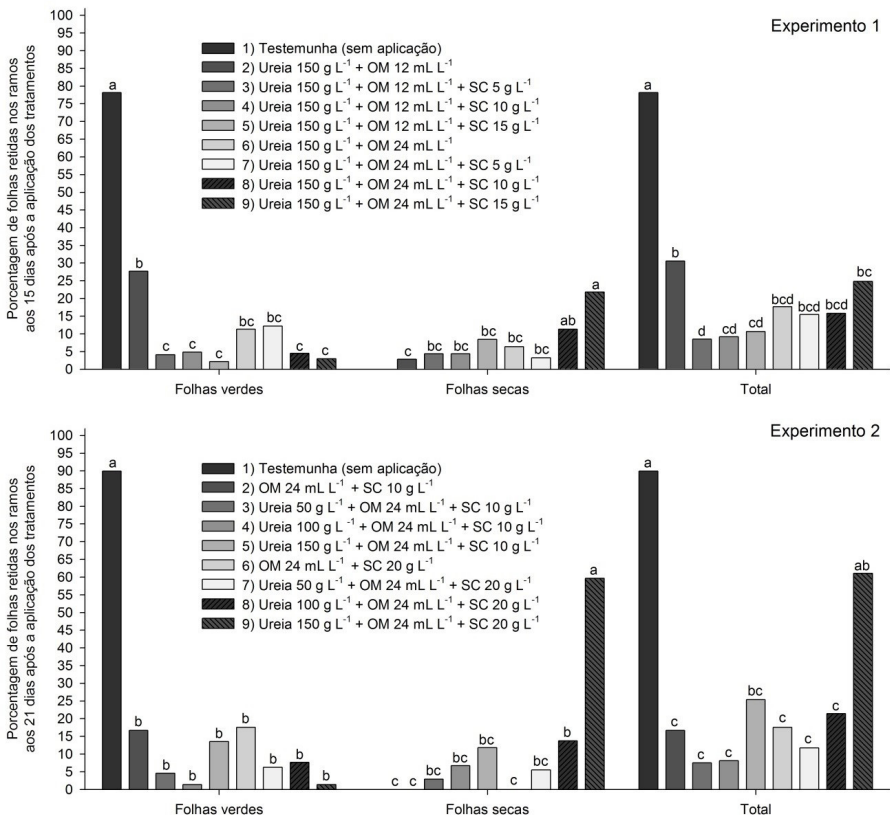 Experimento 1
Porcentagem de folhas retidas nos ramos
aos 15 dias após a aplicação dos tratamentos
100
95
90
85
80
75
70
65
60
55
50
45
40
35
30
25
20
15
10
5
0
1) Testemunha (sem aplicação)
2) Ureia 150 g L⁻¹ + OM 12 mL L⁻¹
3) Ureia 150 g L⁻¹ + OM 12 mL L⁻¹ + SC 5 g L⁻¹
4) Ureia 150 g L⁻¹ + OM 12 mL L⁻¹ + SC 10 g L⁻¹
5) Ureia 150 g L⁻¹ + OM 12 mL L⁻¹ + SC 15 g L⁻¹
6) Ureia 150 g L⁻¹ + OM 24 mL L⁻¹
7) Ureia 150 g L⁻¹ + OM 24 mL L⁻¹ + SC 5 g L⁻¹
8) Ureia 150 g L⁻¹ + OM 24 mL L⁻¹ + SC 10 g L⁻¹
9) Ureia 150 g L⁻¹ + OM 24 mL L⁻¹ + SC 15 g L⁻¹
a b c c c bc bc c c
c bc bc bc bc bc ab a
a b d cd cd bcd bcd bcd bc
Folhas verdes Folhas secas Total
Experimento 2
Porcentagem de folhas retidas nos ramos
aos 21 dias após a aplicação dos tratamentos
100
95
90
85
80
75
70
65
60
55
50
45
40
35
30
25
20
15
10
5
0
1) Testemunha (sem aplicação)
2) OM 24 mL L⁻¹ + SC 10 g L⁻¹
3) Ureia 50 g L⁻¹ + OM 24 mL L⁻¹ + SC 10 g L⁻¹
4) Ureia 100 g L⁻¹ + OM 24 mL L⁻¹ + SC 10 g L⁻¹
5) Ureia 150 g L⁻¹ + OM 24 mL L⁻¹ + SC 10 g L⁻¹
6) OM 24 mL L⁻¹ + SC 20 g L⁻¹
7) Ureia 50 g L⁻¹ + OM 24 mL L⁻¹ + SC 20 g L⁻¹
8) Ureia 100 g L⁻¹ + OM 24 mL L⁻¹ + SC 20 g L⁻¹
9) Ureia 150 g L⁻¹ + OM 24 mL L⁻¹ + SC 20 g L⁻¹
a b b b b b b b b
c c bc bc bc c bc b a
a c c c bc c c c ab
Folhas verdes Folhas secas Total